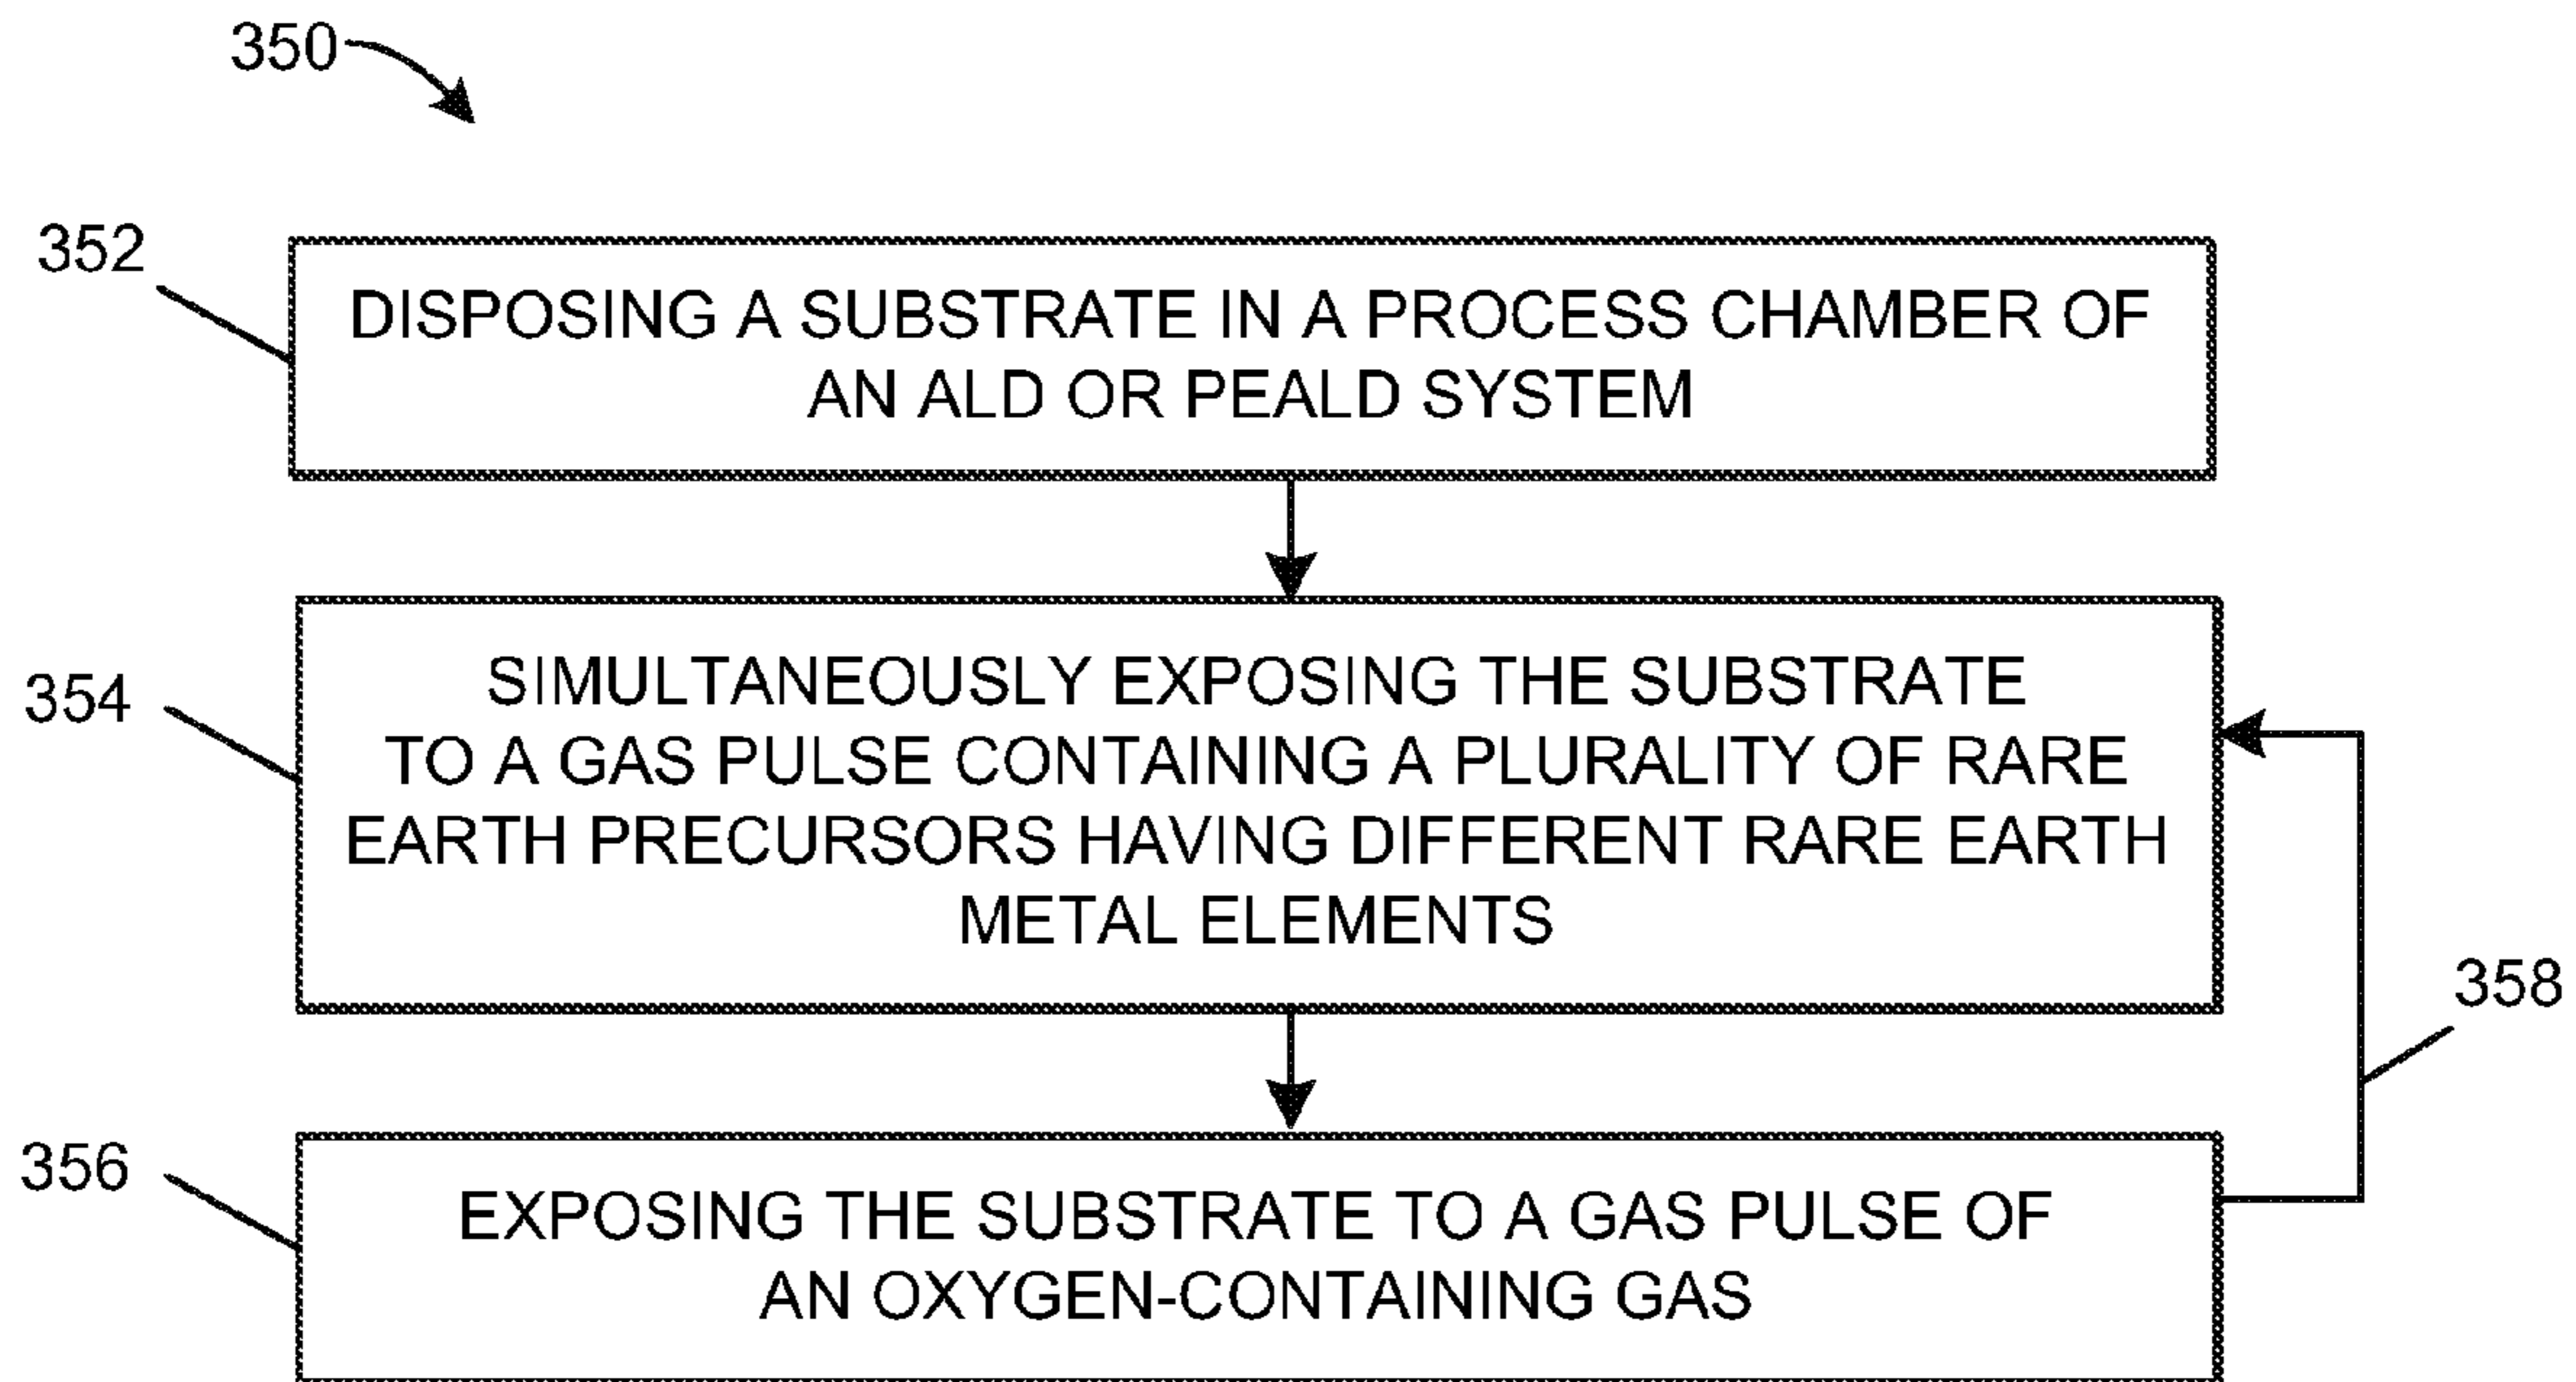 350
352
DISPOSING A SUBSTRATE IN A PROCESS CHAMBER OF
AN ALD OR PEALD SYSTEM
354
SIMULTANEOUSLY EXPOSING THE SUBSTRATE
TO A GAS PULSE CONTAINING A PLURALITY OF RARE
EARTH PRECURSORS HAVING DIFFERENT RARE EARTH
METAL ELEMENTS
358
356
EXPOSING THE SUBSTRATE TO A GAS PULSE OF
AN OXYGEN-CONTAINING GAS